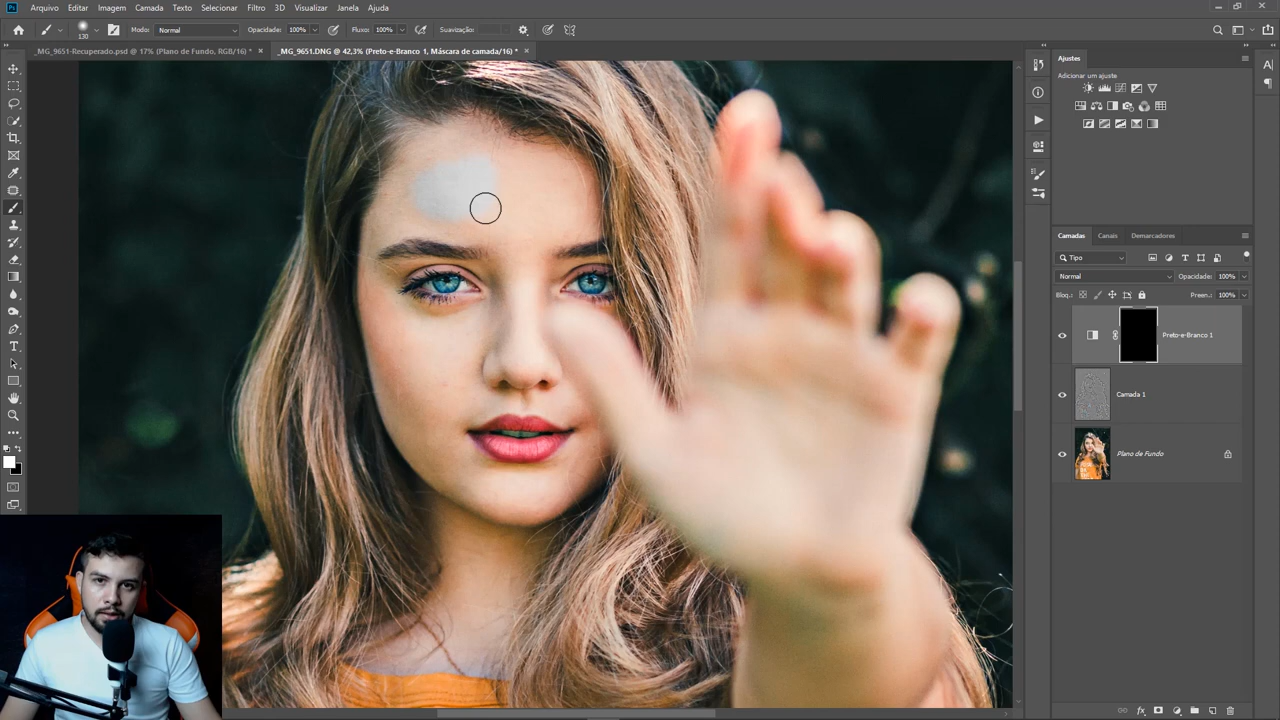 Ps Arquivo Editar Imagem Camada Texto Selecionar Filtro 3D Visualizar Janela Ajuda
130 Modo: Normal Opacidade: 100% Fluxo: 100% Suavização:
_MG_9651-Recuperado.psd @ 17% (Plano de Fundo, RGB/16) * × _MG_9651.DNG @ 42,3% (Preto-e-Branco 1, Máscara de camada/16) * ×
Ajustes
Adicionar um ajuste
Camadas Canais Demarcadores
Tipo
Normal Opacidade: 100%
Bloq.: Preen.: 100%
Preto-e-Branco 1
Camada 1
Plano de Fundo